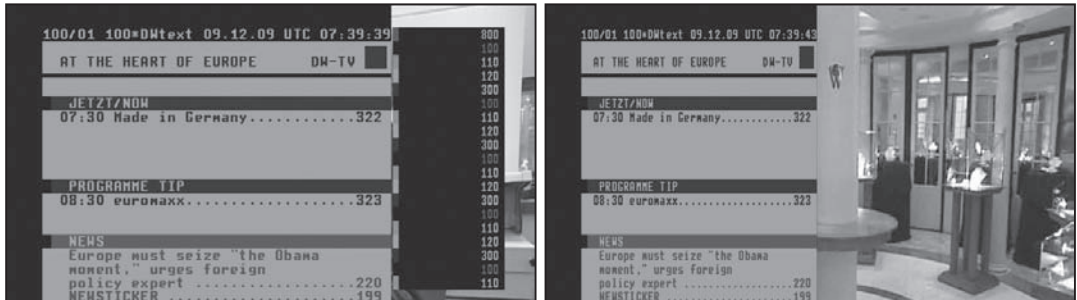 100/01 100*DWtext 09.12.09 UTC 07:39:39
AT THE HEART OF EUROPE DW-TV
JETZT/NOW
07:30 Made in Germany............322
PROGRAMME TIP
08:30 euromaxx...................323
NEWS
Europe must seize "the Obama
moment," urges foreign
policy expert ..................220
NEWSTICKER .....................199
800
100
110
120
300
100
110
120
300
100
110
120
300
100
110
120
300
100
110
100/01 100*DWtext 09.12.09 UTC 07:39:43
AT THE HEART OF EUROPE DW-TV
JETZT/NOW
07:30 Made in Germany............322
PROGRAMME TIP
08:30 euromaxx...................323
NEWS
Europe must seize "the Obama
moment," urges foreign
policy expert ..................220
NEWSTICKER .....................199